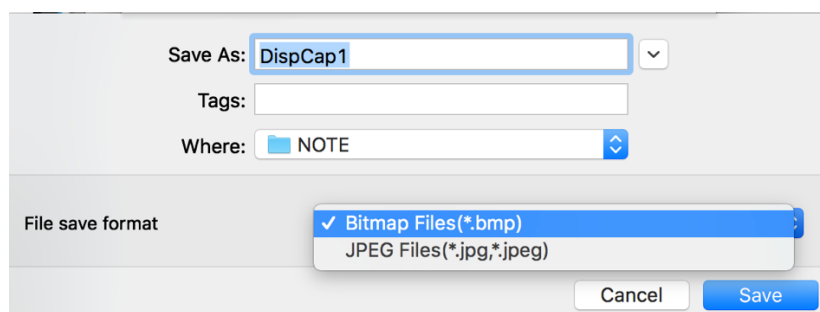 Save As: DispCap1
Tags:
Where: NOTE
File save format ✓ Bitmap Files(*.bmp)
JPEG Files(*.jpg,*.jpeg)
Cancel Save